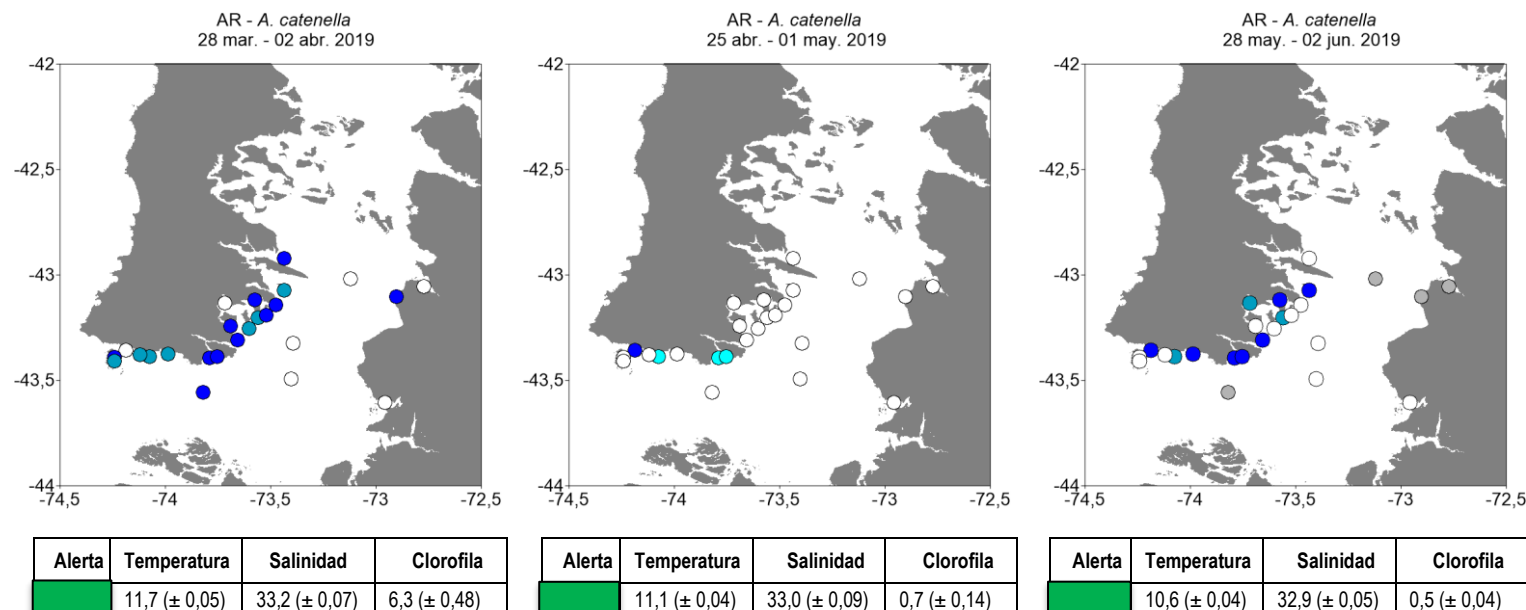 AR - A. catenella
28 mar. - 02 abr. 2019
-42
-42,5
-43
-43,5
-44
-74,5 -74 -73,5 -73 -72,5
Alerta Temperatura Salinidad Clorofila
11,7 (± 0,05) 33,2 (± 0,07) 6,3 (± 0,48)
AR - A. catenella
25 abr. - 01 may. 2019
-42
-42,5
-43
-43,5
-44
-74,5 -74 -73,5 -73 -72,5
Alerta Temperatura Salinidad Clorofila
11,1 (± 0,04) 33,0 (± 0,09) 0,7 (± 0,14)
AR - A. catenella
28 may. - 02 jun. 2019
-42
-42,5
-43
-43,5
-44
-74,5 -74 -73,5 -73 -72,5
Alerta Temperatura Salinidad Clorofila
10,6 (± 0,04) 32,9 (± 0,05) 0,5 (± 0,04)